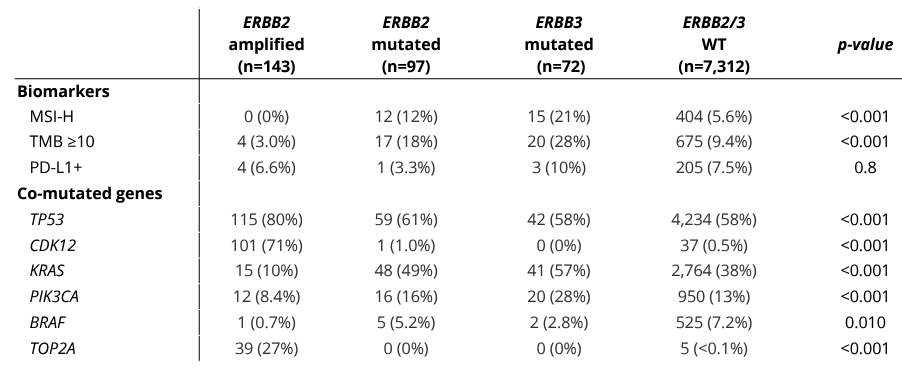 ERBB2 ERBB2 ERBB3 ERBB2/3
amplified mutated mutated WT p-value
(n=143) (n=97) (n=72) (n=7,312)
Biomarkers
MSI-H 0 (0%) 12 (12%) 15 (21%) 404 (5.6%) <0.001
TMB ≥10 4 (3.0%) 17 (18%) 20 (28%) 675 (9.4%) <0.001
PD-L1+ 4 (6.6%) 1 (3.3%) 3 (10%) 205 (7.5%) 0.8
Co-mutated genes
TP53 115 (80%) 59 (61%) 42 (58%) 4,234 (58%) <0.001
CDK12 101 (71%) 1 (1.0%) 0 (0%) 37 (0.5%) <0.001
KRAS 15 (10%) 48 (49%) 41 (57%) 2,764 (38%) <0.001
PIK3CA 12 (8.4%) 16 (16%) 20 (28%) 950 (13%) <0.001
BRAF 1 (0.7%) 5 (5.2%) 2 (2.8%) 525 (7.2%) 0.010
TOP2A 39 (27%) 0 (0%) 0 (0%) 5 (<0.1%) <0.001